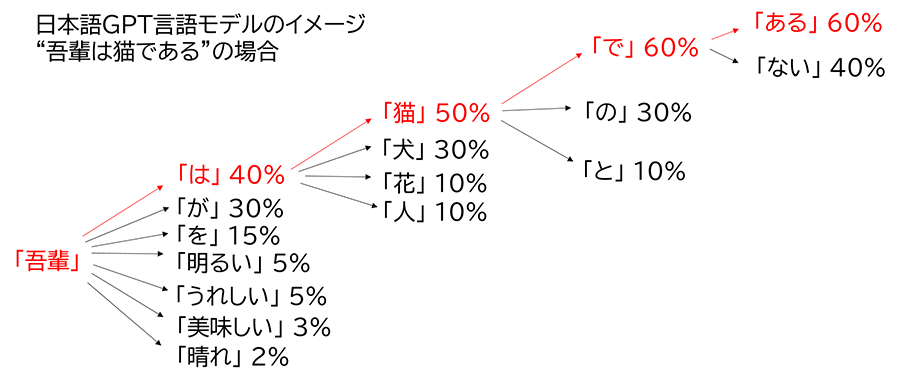 日本語GPT言語モデルのイメージ
“吾輩は猫である”の場合
「吾輩」
「は」 40%
「が」 30%
「を」 15%
「明るい」 5%
「うれしい」 5%
「美味しい」 3%
「晴れ」 2%
「猫」 50%
「犬」 30%
「花」 10%
「人」 10%
「で」 60%
「の」 30%
「と」 10%
「ある」 60%
「ない」 40%